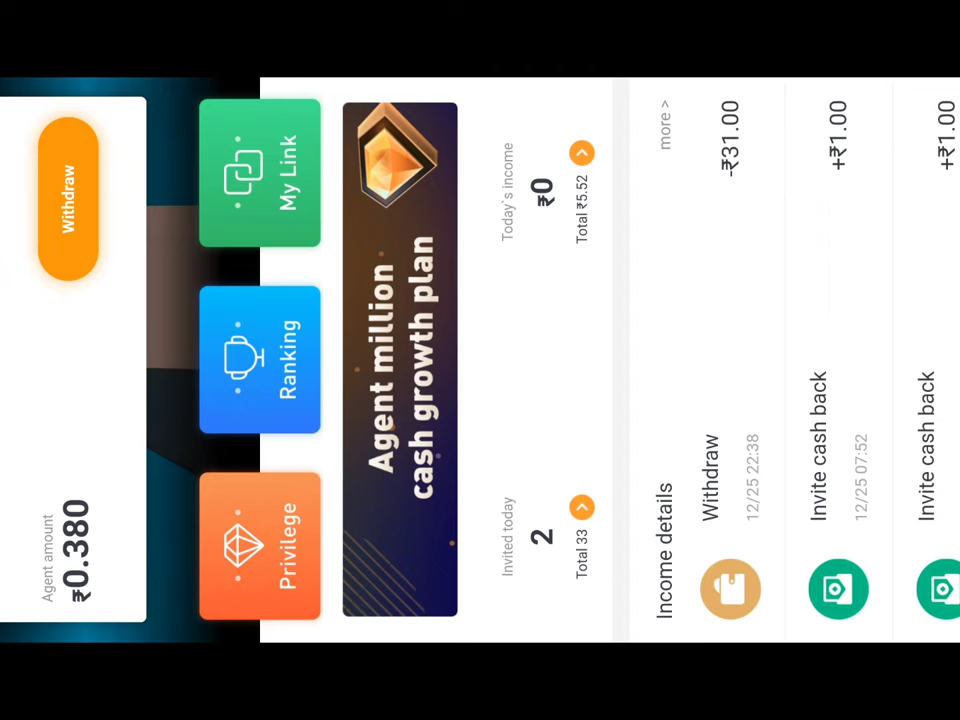 Agent amount
₹0.380
Withdraw
Privilege
Ranking
My Link
Agent million
cash growth plan
Invited today
2
Total 33
Today`s income
₹0
Total ₹5.52
Income details
more >
Withdraw
-₹31.00
12/25 22:38
Invite cash back
+₹1.00
12/25 07:52
Invite cash back
+₹1.00